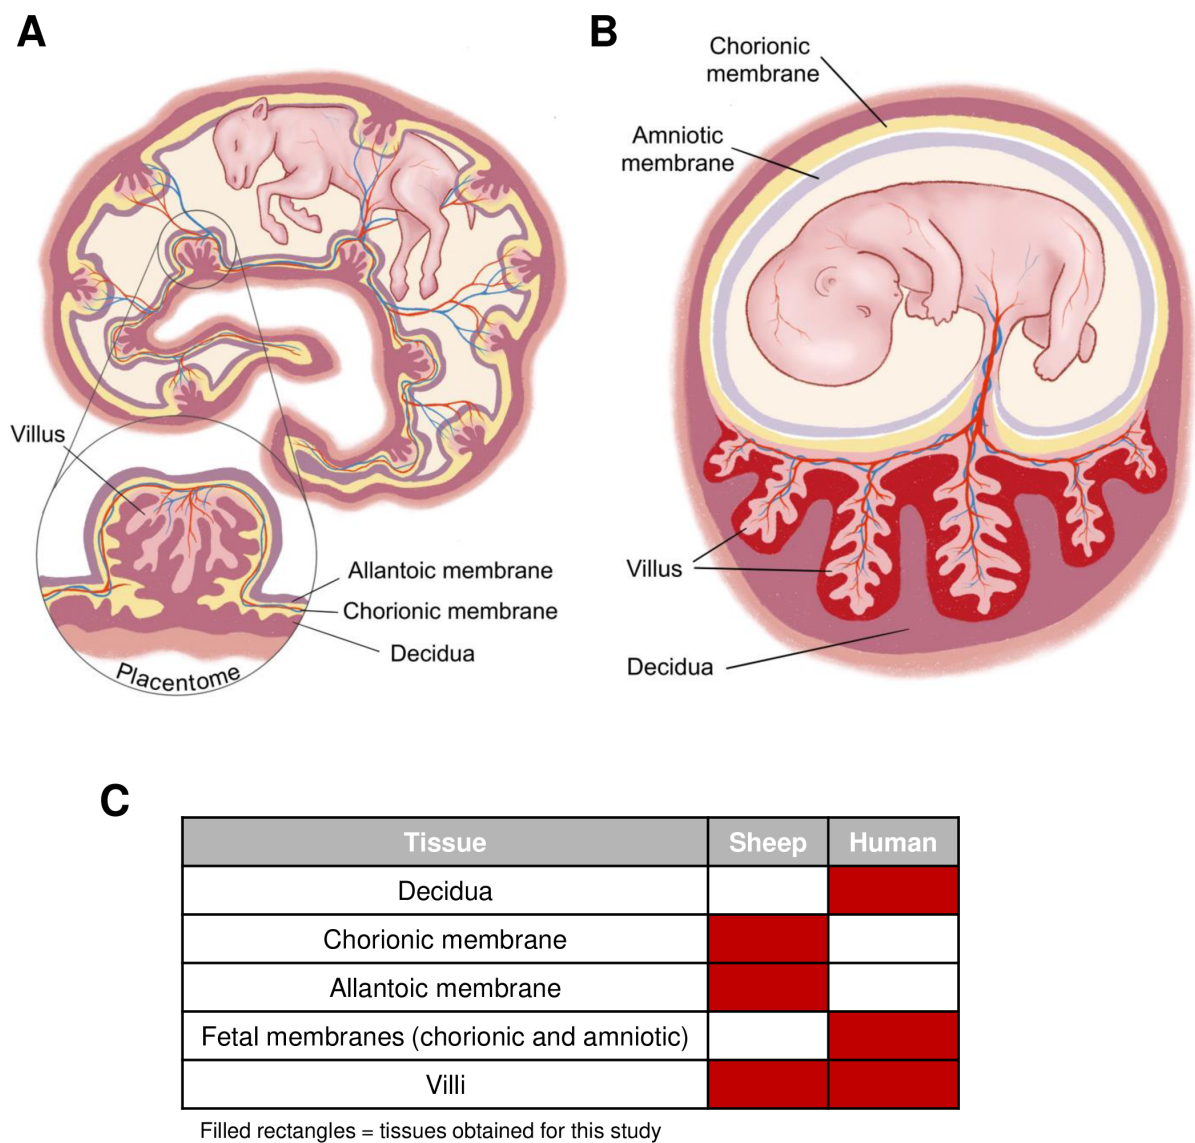 A
Villus
Allantoic membrane
Chorionic membrane
Decidua
Placentome
B
Chorionic
membrane
Amniotic
membrane
Villus
Decidua
C
Tissue Sheep Human
Decidua
Chorionic membrane
Allantoic membrane
Fetal membranes (chorionic and amniotic)
Villi
Filled rectangles = tissues obtained for this study